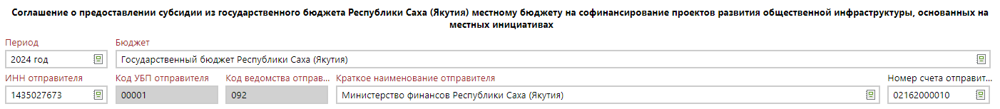 Соглашение о предоставлении субсидии из государственного бюджета Республики Саха (Якутия) местному бюджету на софинансирование проектов развития общественной инфраструктуры, основанных на
местных инициативах
Период Бюджет
2024 год Государственный бюджет Республики Саха (Якутия)
ИНН отправителя Код УБП отправителя Код ведомства отправ... Краткое наименование отправителя Номер счета отправит...
1435027673 00001 092 Министерство финансов Республики Саха (Якутия) 02162000010